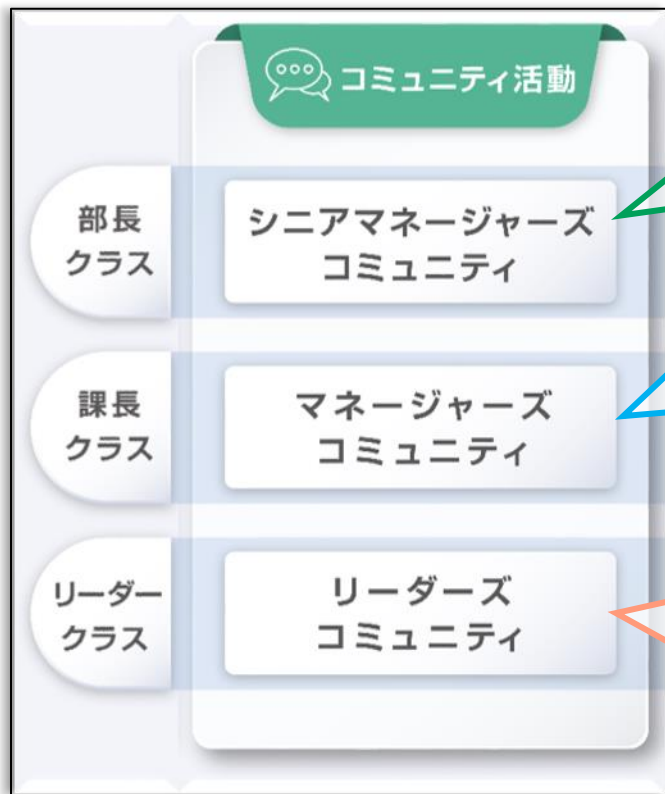 コミュニティ活動
部長
クラス
シニアマネージャーズ
コミュニティ
課長
クラス
マネージャーズ
コミュニティ
リーダー
クラス
リーダーズ
コミュニティ